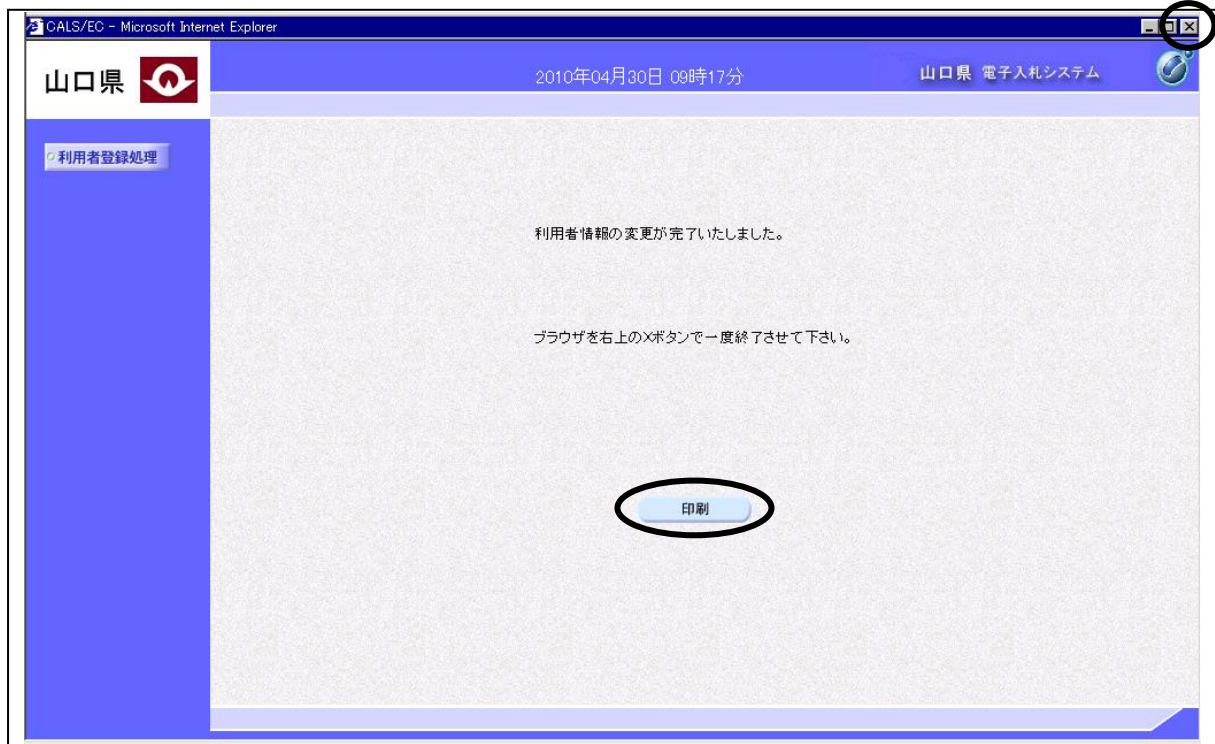 CALS/EC - Microsoft Internet Explorer
山口県
2010年04月30日 09時17分
山口県 電子入札システム
利用者登録処理
利用者情報の変更が完了いたしました。
ブラウザを右上の×ボタンで一度終了させて下さい。
印刷